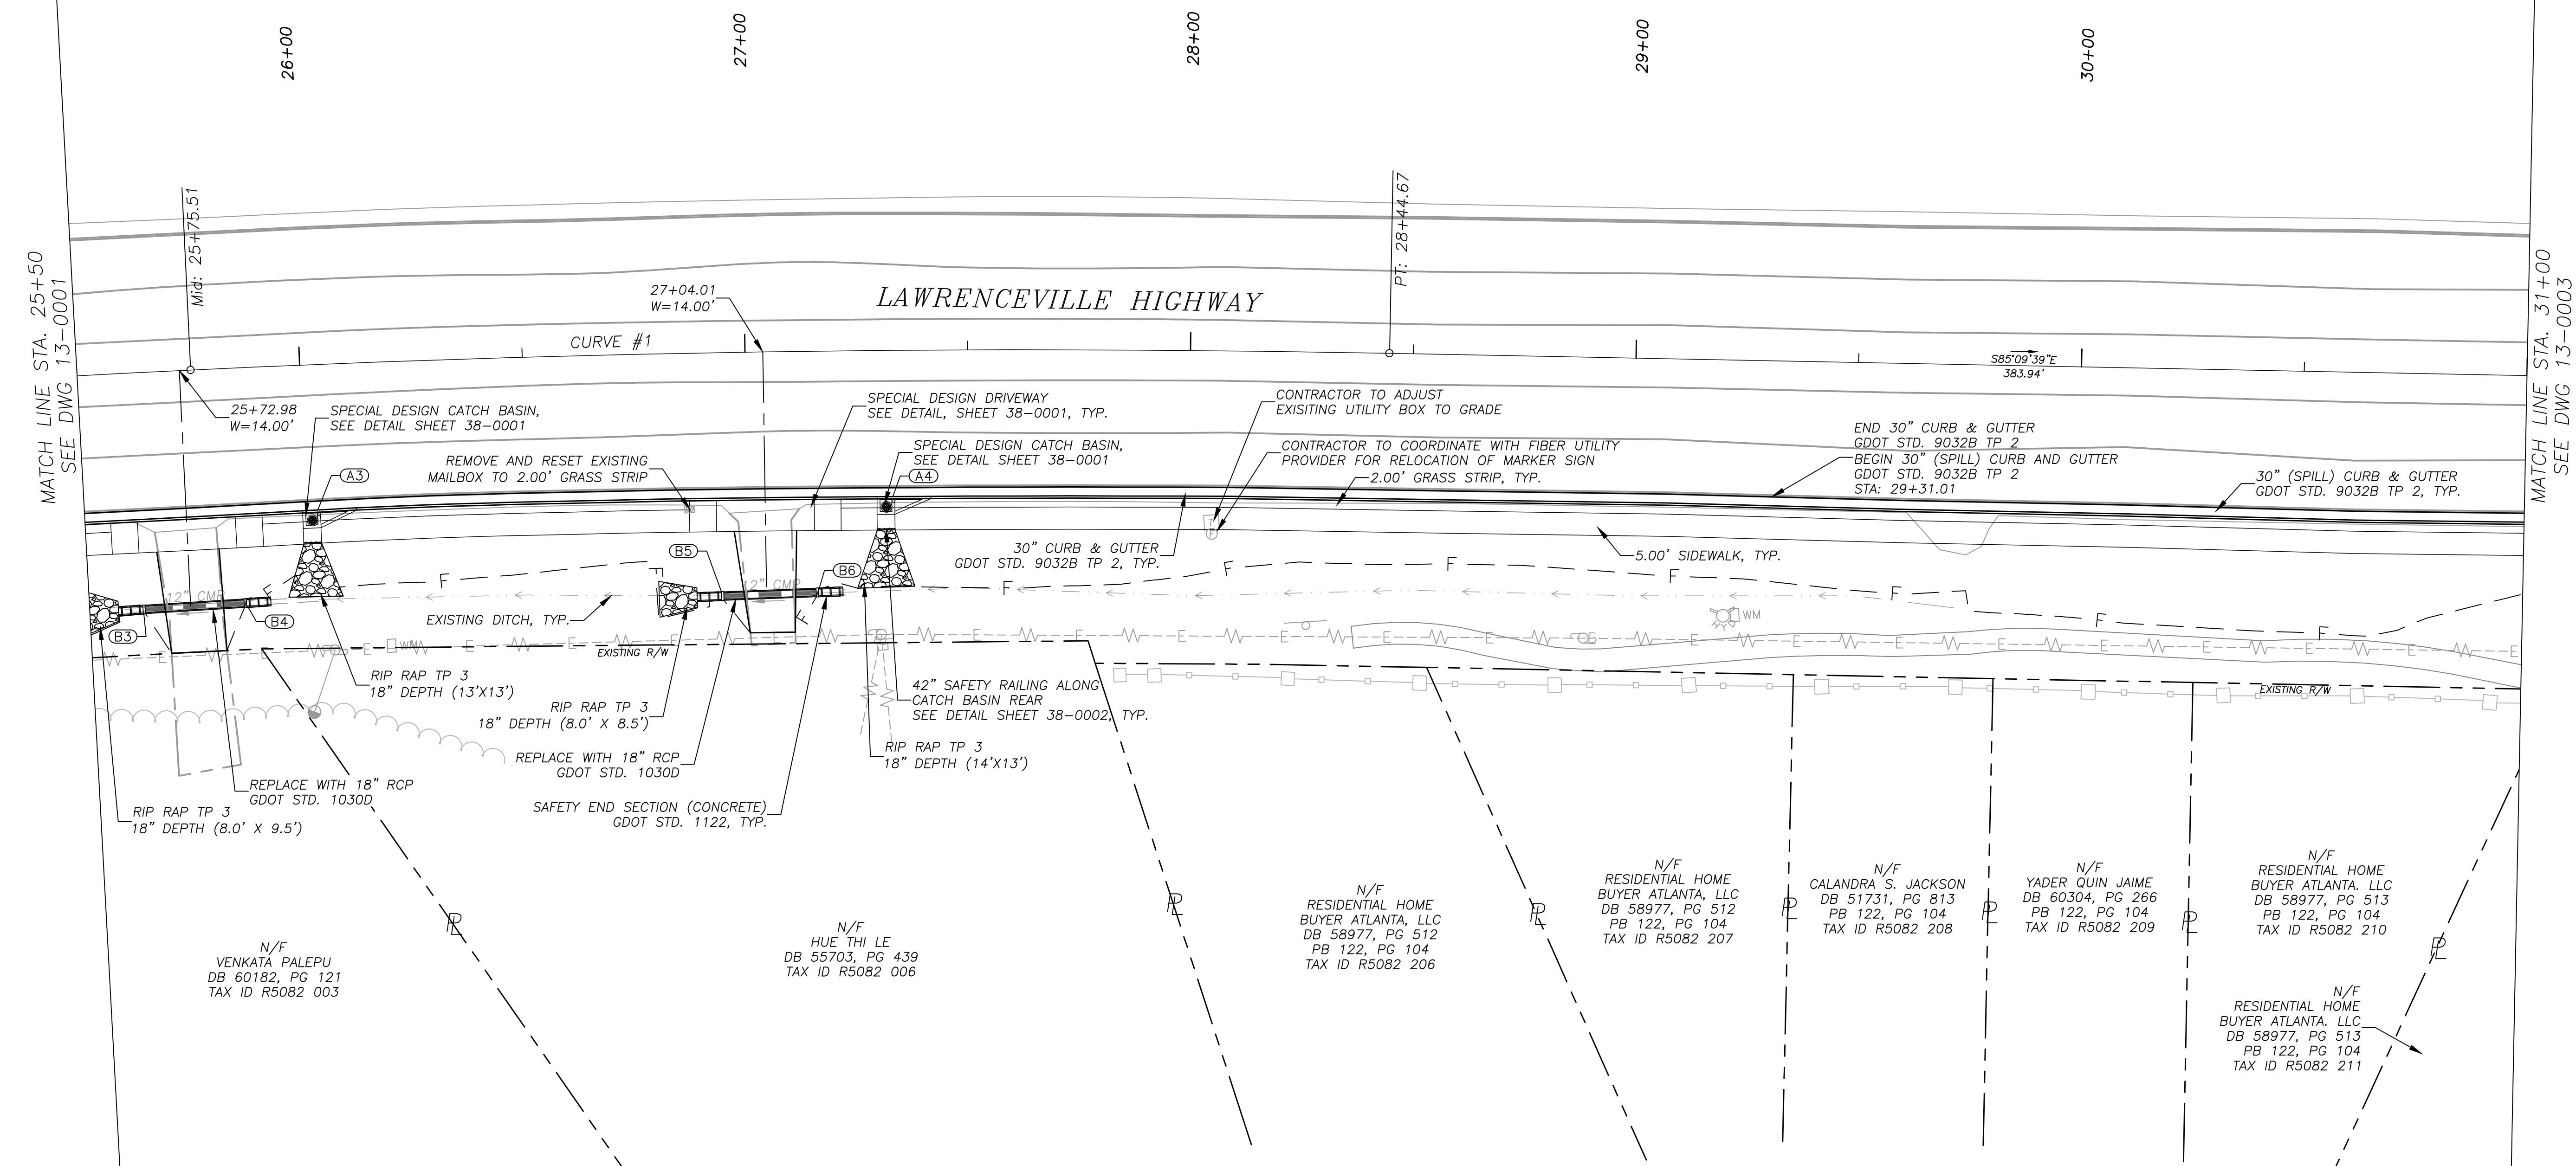 26+00
27+00
28+00
29+00
30+00
MATCH LINE STA. 25+50
SEE DWG 13-0001
Mid: 25+75.51
PT: 28+44.67
MATCH LINE STA. 31+00
SEE DWG 13-0003
LAWRENCEVILLE HIGHWAY
27+04.01
W=14.00'
CURVE #1
S85°09'39"E
383.94'
25+72.98
W=14.00'
SPECIAL DESIGN CATCH BASIN,
SEE DETAIL SHEET 38-0001
SPECIAL DESIGN DRIVEWAY
SEE DETAIL, SHEET 38-0001, TYP.
CONTRACTOR TO ADJUST
EXISITING UTILITY BOX TO GRADE
SPECIAL DESIGN CATCH BASIN,
SEE DETAIL SHEET 38-0001
CONTRACTOR TO COORDINATE WITH FIBER UTILITY
PROVIDER FOR RELOCATION OF MARKER SIGN
END 30" CURB & GUTTER
GDOT STD. 9032B TP 2
BEGIN 30" (SPILL) CURB AND GUTTER
GDOT STD. 9032B TP 2
STA: 29+31.01
30" (SPILL) CURB & GUTTER
GDOT STD. 9032B TP 2, TYP.
REMOVE AND RESET EXISTING
MAILBOX TO 2.00' GRASS STRIP
A3
A4
2.00' GRASS STRIP, TYP.
T
F
30" CURB & GUTTER
GDOT STD. 9032B TP 2, TYP.
5.00' SIDEWALK, TYP.
B5
B6
12" CMP
12" CMP
F F F F F F F F F F F
B3
B4
EXISTING DITCH, TYP.
WM
WM
E E E E E E E E E E E E E E E E E E E E E
EXISTING R/W
EXISTING R/W
RIP RAP TP 3
18" DEPTH (13'X13')
RIP RAP TP 3
18" DEPTH (8.0' X 8.5')
42" SAFETY RAILING ALONG
CATCH BASIN REAR
SEE DETAIL SHEET 38-0002, TYP.
REPLACE WITH 18" RCP
GDOT STD. 1030D
RIP RAP TP 3
18" DEPTH (14'X13')
REPLACE WITH 18" RCP
GDOT STD. 1030D
RIP RAP TP 3
18" DEPTH (8.0' X 9.5')
SAFETY END SECTION (CONCRETE)
GDOT STD. 1122, TYP.
PL
PL
PL
PL
PL
PL
PL
N/F
VENKATA PALEPU
DB 60182, PG 121
TAX ID R5082 003
N/F
HUE THI LE
DB 55703, PG 439
TAX ID R5082 006
N/F
RESIDENTIAL HOME
BUYER ATLANTA, LLC
DB 58977, PG 512
PB 122, PG 104
TAX ID R5082 206
N/F
RESIDENTIAL HOME
BUYER ATLANTA, LLC
DB 58977, PG 512
PB 122, PG 104
TAX ID R5082 207
N/F
CALANDRA S. JACKSON
DB 51731, PG 813
PB 122, PG 104
TAX ID R5082 208
N/F
YADER QUIN JAIME
DB 60304, PG 266
PB 122, PG 104
TAX ID R5082 209
N/F
RESIDENTIAL HOME
BUYER ATLANTA. LLC
DB 58977, PG 513
PB 122, PG 104
TAX ID R5082 210
N/F
RESIDENTIAL HOME
BUYER ATLANTA. LLC
DB 58977, PG 513
PB 122, PG 104
TAX ID R5082 211